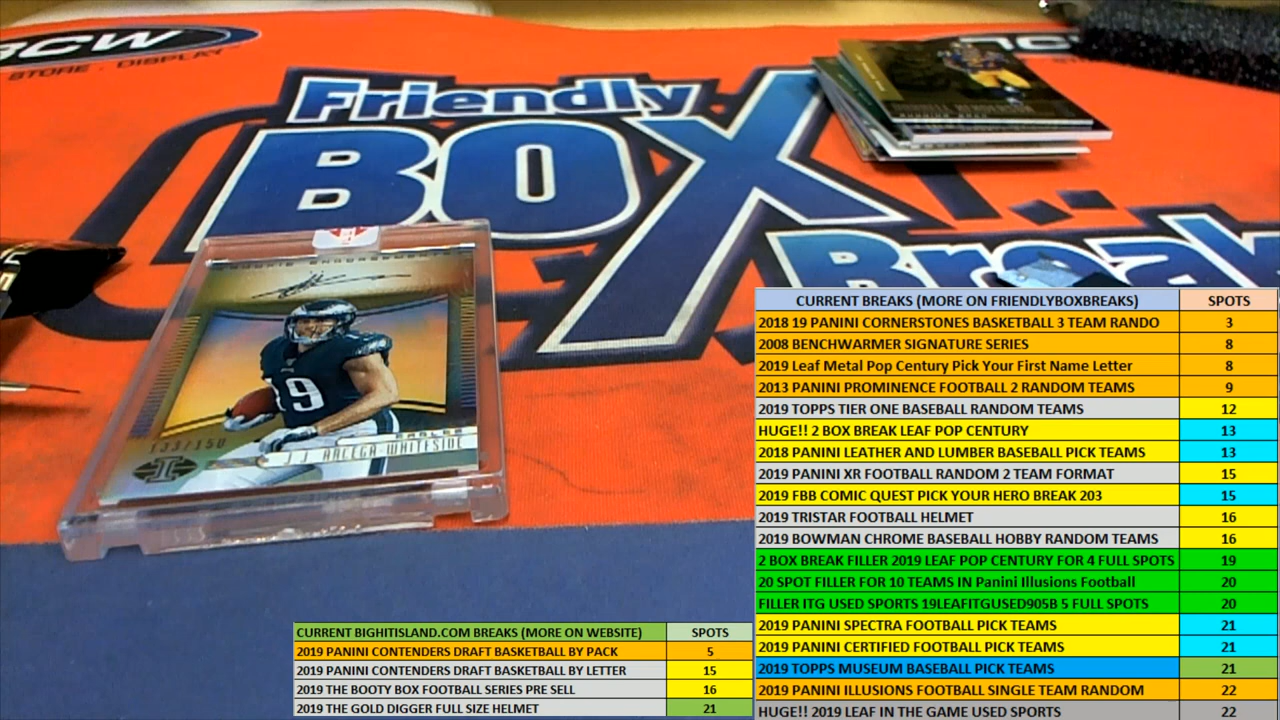 BCW
STORE · DISPLAY
Friendly
BOX
Break
19
133/150
EAGLES
J.J. ARCEGA-WHITESIDE
CURRENT BREAKS (MORE ON FRIENDLYBOXBREAKS) SPOTS
2018 19 PANINI CORNERSTONES BASKETBALL 3 TEAM RANDO 3
2008 BENCHWARMER SIGNATURE SERIES 8
2019 Leaf Metal Pop Century Pick Your First Name Letter 8
2013 PANINI PROMINENCE FOOTBALL 2 RANDOM TEAMS 9
2019 TOPPS TIER ONE BASEBALL RANDOM TEAMS 12
HUGE!! 2 BOX BREAK LEAF POP CENTURY 13
2018 PANINI LEATHER AND LUMBER BASEBALL PICK TEAMS 13
2019 PANINI XR FOOTBALL RANDOM 2 TEAM FORMAT 15
2019 FBB COMIC QUEST PICK YOUR HERO BREAK 203 15
2019 TRISTAR FOOTBALL HELMET 16
2019 BOWMAN CHROME BASEBALL HOBBY RANDOM TEAMS 16
2 BOX BREAK FILLER 2019 LEAF POP CENTURY FOR 4 FULL SPOTS 19
20 SPOT FILLER FOR 10 TEAMS IN Panini Illusions Football 20
FILLER ITG USED SPORTS 19LEAFITGUSED905B 5 FULL SPOTS 20
2019 PANINI SPECTRA FOOTBALL PICK TEAMS 21
2019 PANINI CERTIFIED FOOTBALL PICK TEAMS 21
2019 TOPPS MUSEUM BASEBALL PICK TEAMS 21
2019 PANINI ILLUSIONS FOOTBALL SINGLE TEAM RANDOM 22
HUGE!! 2019 LEAF IN THE GAME USED SPORTS 22
CURRENT BIGHITISLAND.COM BREAKS (MORE ON WEBSITE) SPOTS
2019 PANINI CONTENDERS DRAFT BASKETBALL BY PACK 5
2019 PANINI CONTENDERS DRAFT BASKETBALL BY LETTER 15
2019 THE BOOTY BOX FOOTBALL SERIES PRE SELL 16
2019 THE GOLD DIGGER FULL SIZE HELMET 21